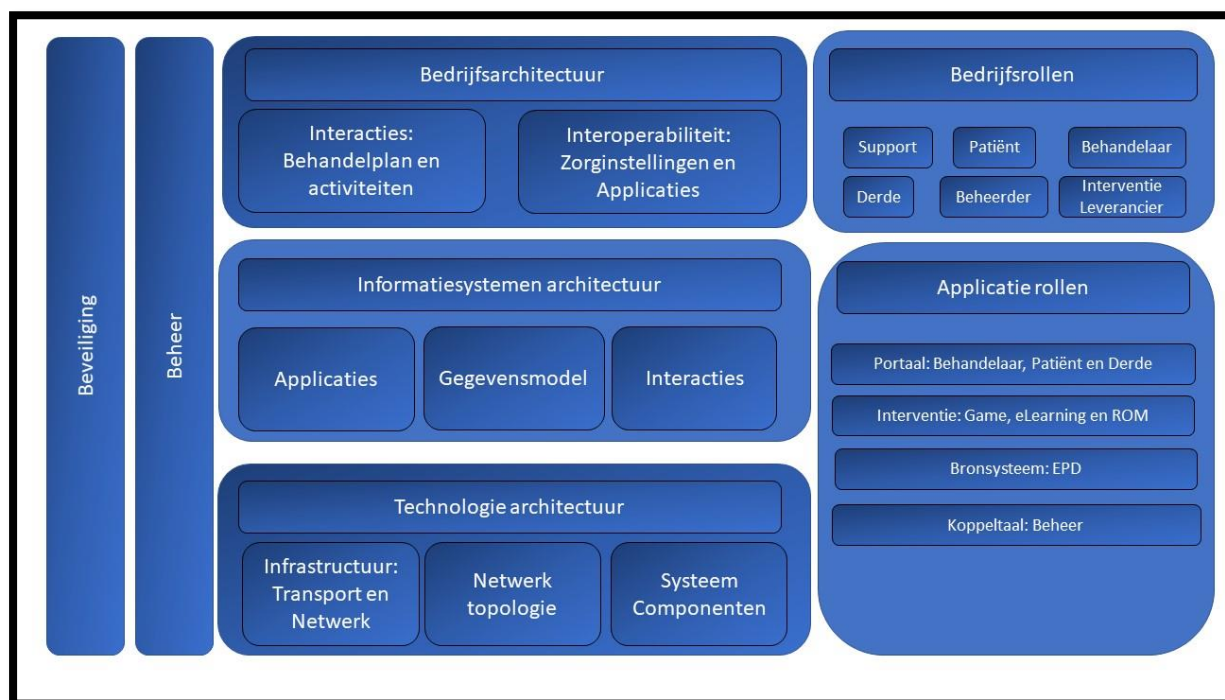 Beveiliging
Beheer
Bedrijfsarchitectuur
Interacties:
Behandelplan en
activiteiten
Interoperabiliteit:
Zorginstellingen en
Applicaties
Bedrijfsrollen
Support
Patiënt
Behandelaar
Derde
Beheerder
Interventie
Leverancier
Informatiesystemen architectuur
Applicaties
Gegevensmodel
Interacties
Applicatie rollen
Portaal: Behandelaar, Patiënt en Derde
Interventie: Game, eLearning en ROM
Bronsysteem: EPD
Koppeltaal: Beheer
Technologie architectuur
Infrastructuur:
Transport en
Netwerk
Netwerk
topologie
Systeem
Componenten